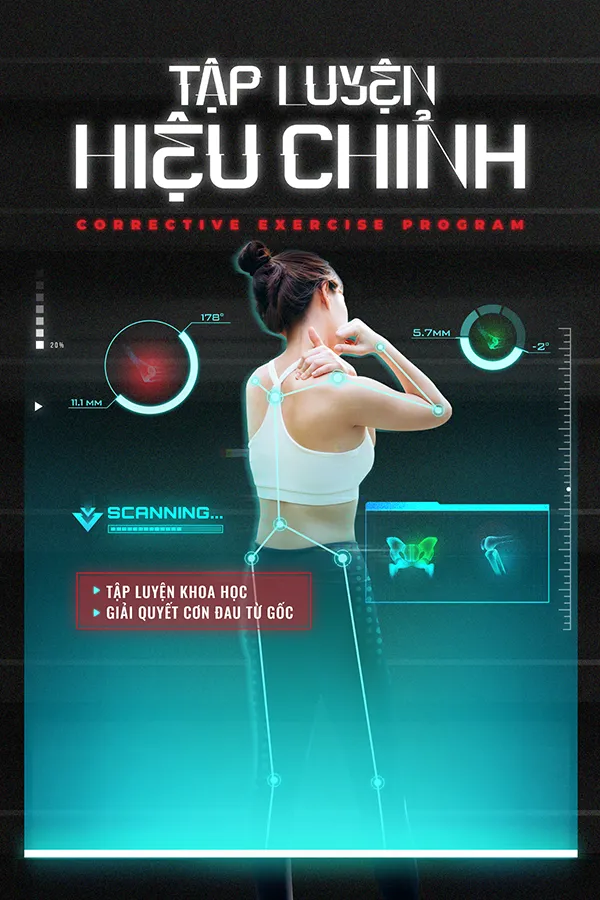 TẬP LUYỆN
HIỆU CHỈNH
CORRECTIVE EXERCISE PROGRAM
178°
5.7MM
-2°
20%
11.1 MM
SCANNING...
TẬP LUYỆN KHOA HỌC
GIẢI QUYẾT CƠN ĐAU TỪ GỐC